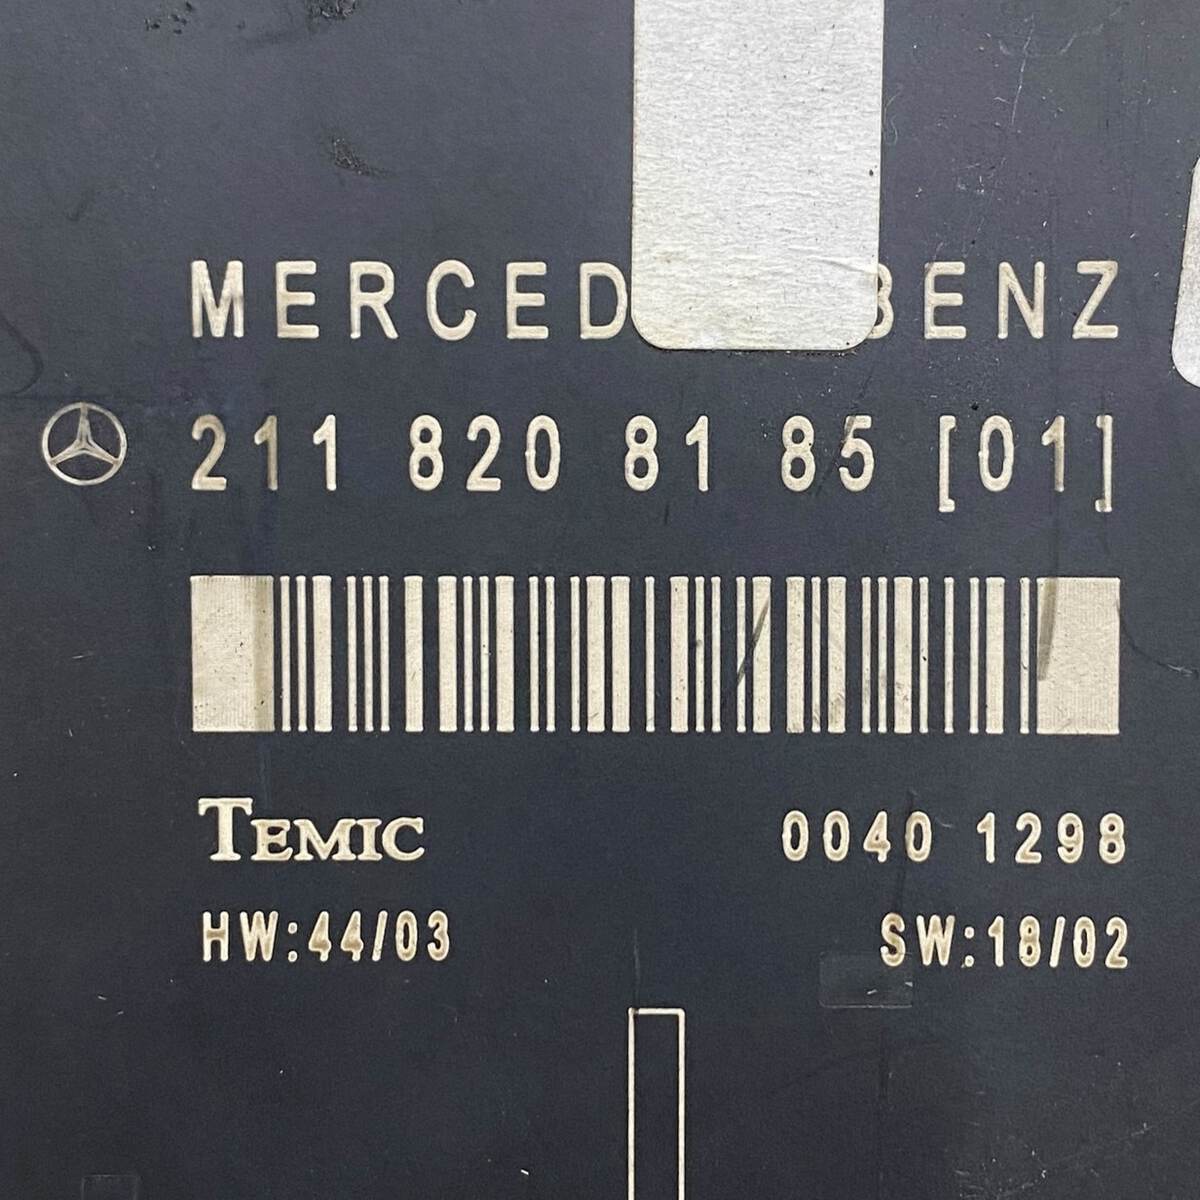 MERCED BENZ
211 820 81 85 [01]
TEMIC 0040 1298
HW:44/03 SW:18/02